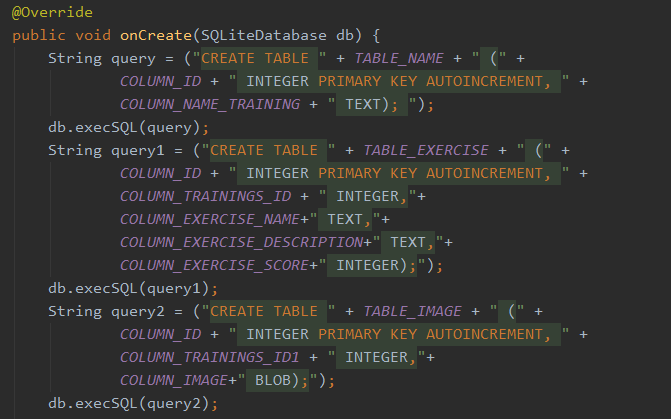 @Override
public void onCreate(SQLiteDatabase db) {
String query = ("CREATE TABLE " + TABLE_NAME + " (" +
COLUMN_ID + " INTEGER PRIMARY KEY AUTOINCREMENT, " +
COLUMN_NAME_TRAINING + " TEXT); ");
db.execSQL(query);
String query1 = ("CREATE TABLE " + TABLE_EXERCISE + " (" +
COLUMN_ID + " INTEGER PRIMARY KEY AUTOINCREMENT, " +
COLUMN_TRAININGS_ID + " INTEGER,"+
COLUMN_EXERCISE_NAME+" TEXT,"+
COLUMN_EXERCISE_DESCRIPTION+" TEXT,"+
COLUMN_EXERCISE_SCORE+" INTEGER);");
db.execSQL(query1);
String query2 = ("CREATE TABLE " + TABLE_IMAGE + " (" +
COLUMN_ID + " INTEGER PRIMARY KEY AUTOINCREMENT, " +
COLUMN_TRAININGS_ID1 + " INTEGER,"+
COLUMN_IMAGE+" BLOB);");
db.execSQL(query2);